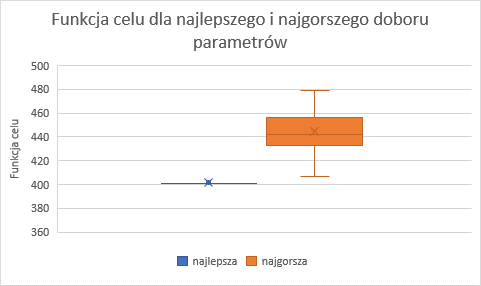 Funkcja celu dla najlepszego i najgorszego doboru
parametrów
500
480
460
440
420
400
380
360
Funkcja celu
najlepsza najgorsza